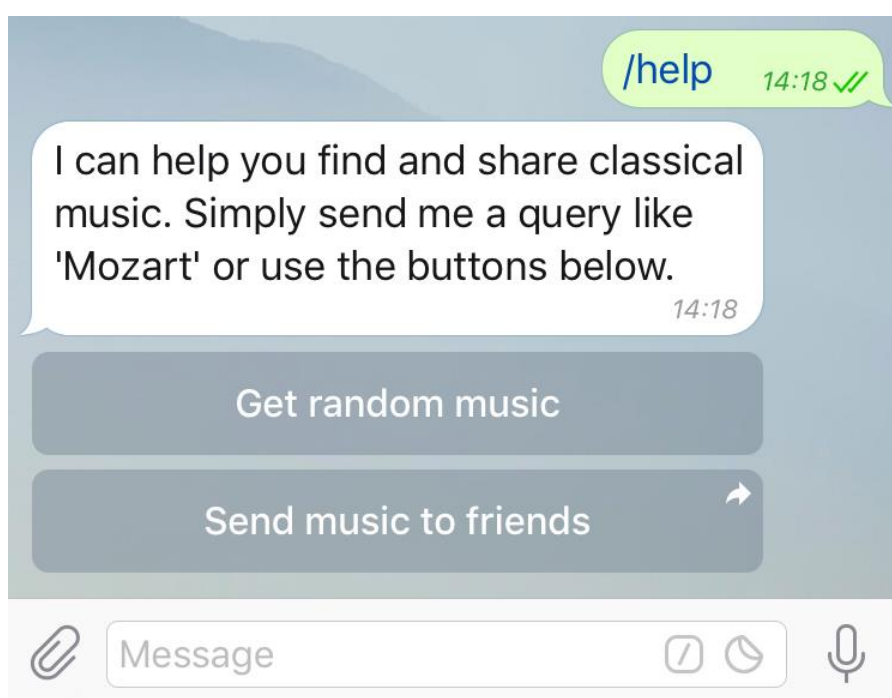 /help 14:18
I can help you find and share classical
music. Simply send me a query like
'Mozart' or use the buttons below.
14:18
Get random music
Send music to friends
Message